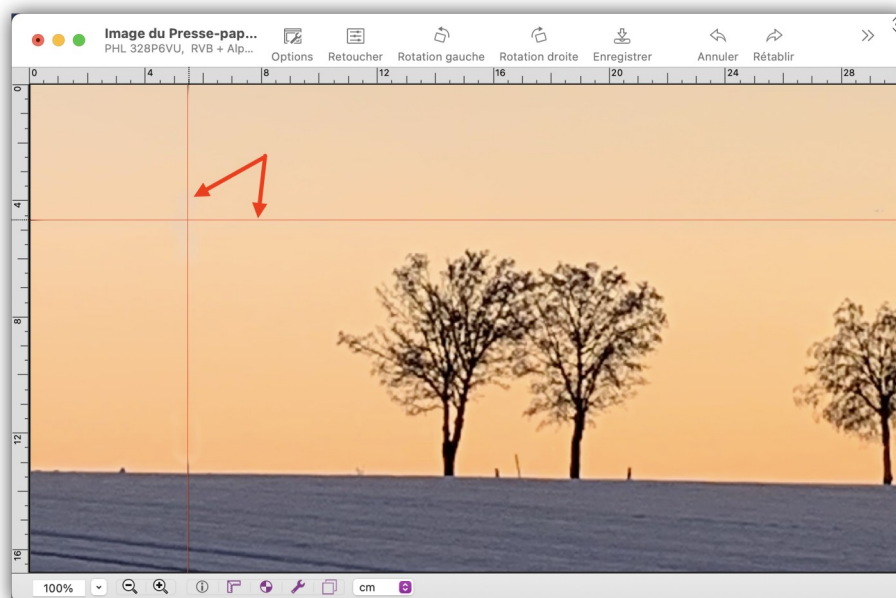 Image du Presse-pap...
PHL 328P6VU, RVB + Alp...
Options
Retoucher
Rotation gauche
Rotation droite
Enregistrer
Annuler
Rétablir
0 4 8 12 16 20 24 28
0
4
8
12
16
100%
cm